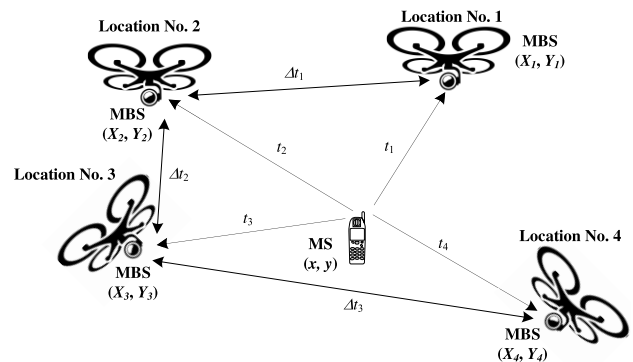 Location No. 1
Location No. 2
MBS
(X1, Y1)
Δt1
MBS
(X2, Y2)
t2
t1
Location No. 3
Δt2
t3
MS
(x, y)
t4
Location No. 4
MBS
(X3, Y3)
Δt3
MBS
(X4, Y4)